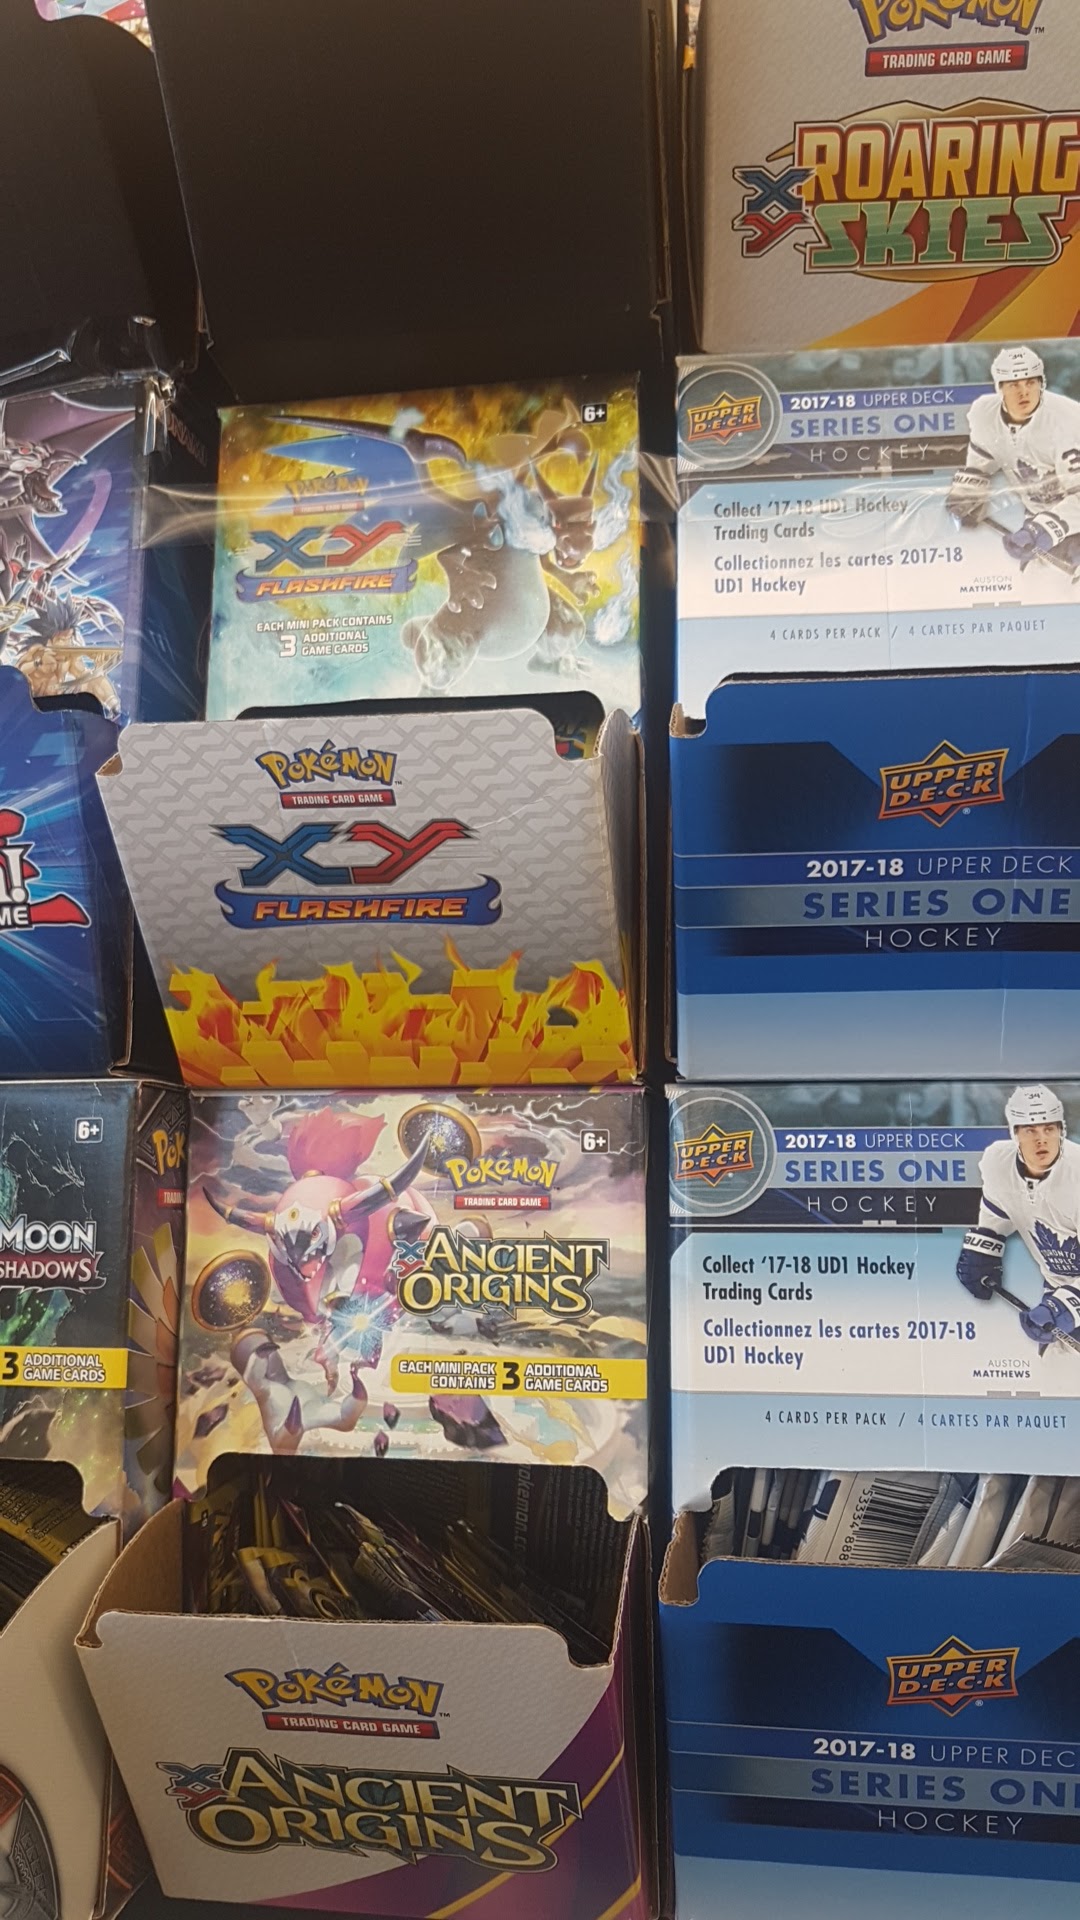 POKÉMON
TRADING CARD GAME
XY ROARING
SKIES
6+
POKÉMON
XY
FLASHFIRE
EACH MINI PACK CONTAINS
3 ADDITIONAL
GAME CARDS
UPPER
D·E·C·K
2017-18 UPPER DECK
SERIES ONE
HOCKEY
Collect '17-18 UD1 Hockey
Trading Cards
Collectionnez les cartes 2017-18
UD1 Hockey
AUSTON
MATTHEWS
4 CARDS PER PACK / 4 CARTES PAR PAQUET
POKÉMON
TRADING CARD GAME
XY
FLASHFIRE
UPPER
D·E·C·K
2017-18 UPPER DECK
SERIES ONE
HOCKEY
6+
MOON
SHADOWS
3 ADDITIONAL
GAME CARDS
6+
POKÉMON
TRADING CARD GAME
XY ANCIENT
ORIGINS
EACH MINI PACK
CONTAINS 3 ADDITIONAL
GAME CARDS
UPPER
D·E·C·K
2017-18 UPPER DECK
SERIES ONE
HOCKEY
BAUER
TORONTO
MAPLE
LEAFS
Collect '17-18 UD1 Hockey
Trading Cards
Collectionnez les cartes 2017-18
UD1 Hockey
AUSTON
MATTHEWS
4 CARDS PER PACK / 4 CARTES PAR PAQUET
POKÉMON
TRADING CARD GAME
XY ANCIENT
ORIGINS
UPPER
D·E·C·K
2017-18 UPPER DEC
SERIES ON
HOCKEY